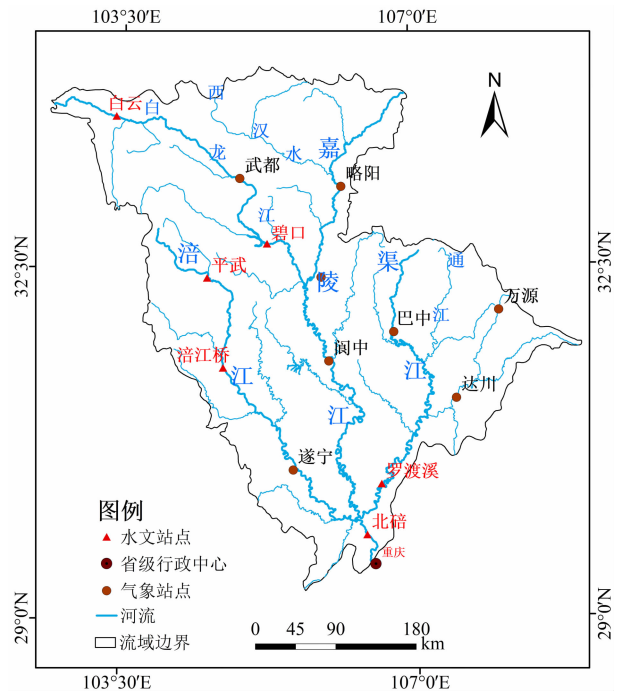 103°30′E
107°0′E
N
白云
白
西
汉
水
嘉
龙
武都
略阳
江
碧口
涪
平武
陵
渠
通
万源
32°30′N
32°30′N
巴中
江
阆中
涪江桥
江
江
达川
江
遂宁
罗渡溪
北碚
重庆
图例
水文站点
省级行政中心
气象站点
河流
流域边界
0 45 90 180
km
29°0′N
29°0′N
103°30′E
107°0′E